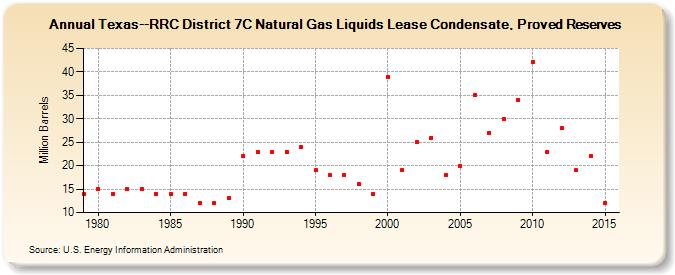 Annual Texas--RRC District 7C Natural Gas Liquids Lease Condensate, Proved Reserves
Million Barrels
45
40
35
30
25
20
15
10
1980 1985 1990 1995 2000 2005 2010 2015
Source: U.S. Energy Information Administration